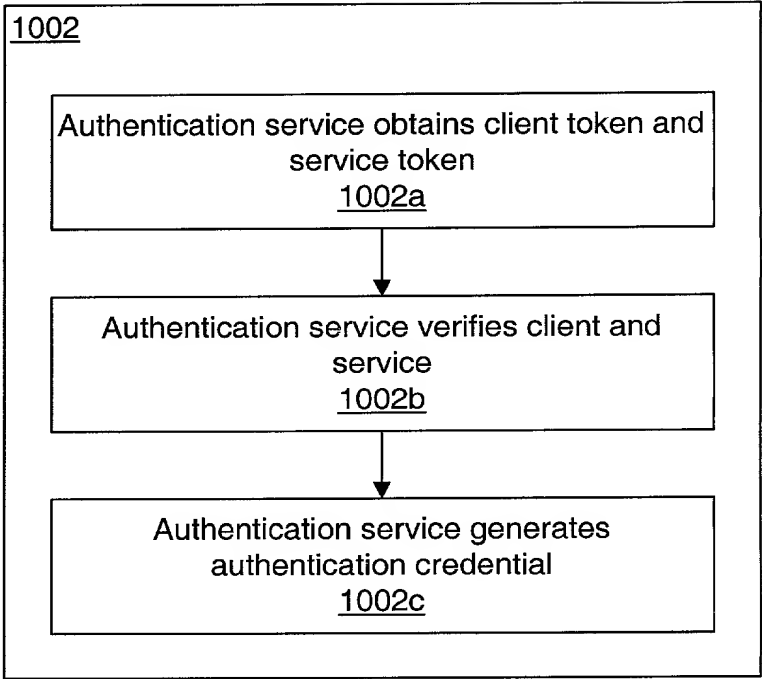 1002
Authentication service obtains client token and
service token
1002a
Authentication service verifies client and
service
1002b
Authentication service generates
authentication credential
1002c